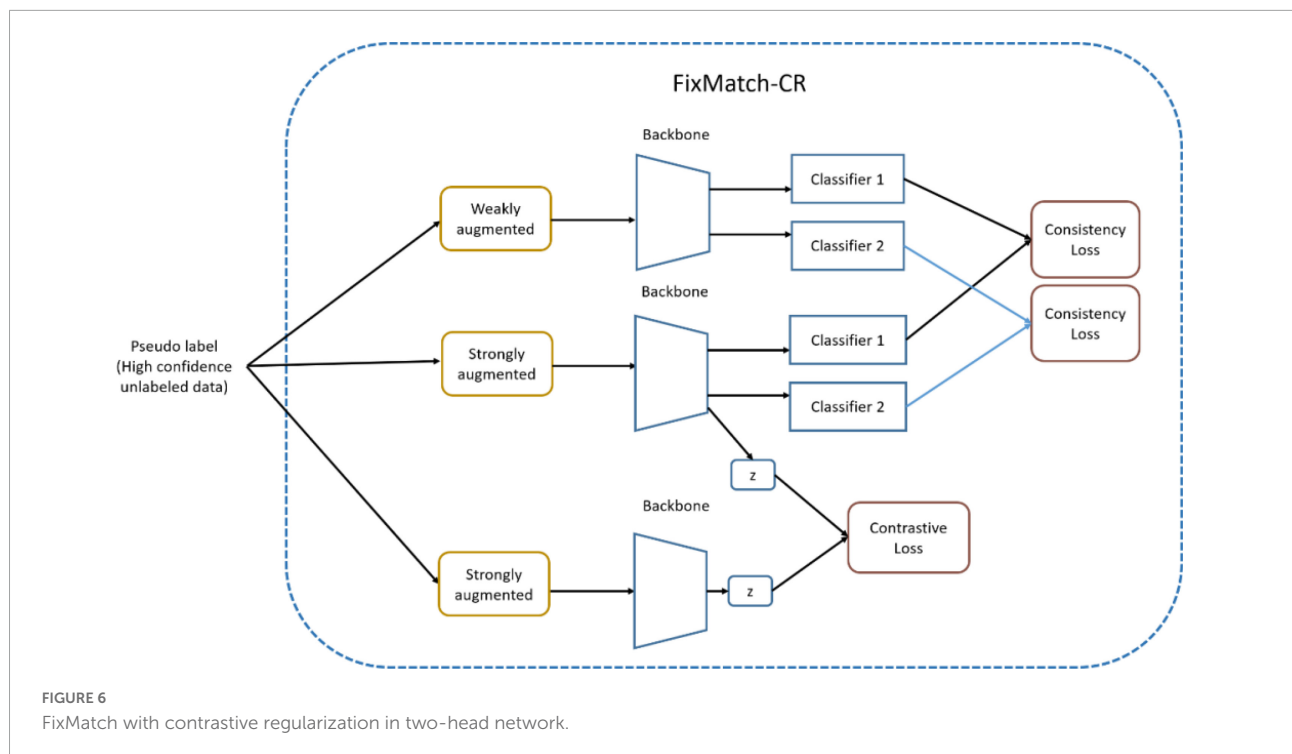 FixMatch-CR
Backbone
Weakly
augmented
Classifier 1
Classifier 2
Consistency
Loss
Backbone
Consistency
Loss
Pseudo label
(High confidence
unlabeled data)
Strongly
augmented
Classifier 1
Classifier 2
z
Backbone
Contrastive
Loss
Strongly
augmented
z
FIGURE 6
FixMatch with contrastive regularization in two-head network.